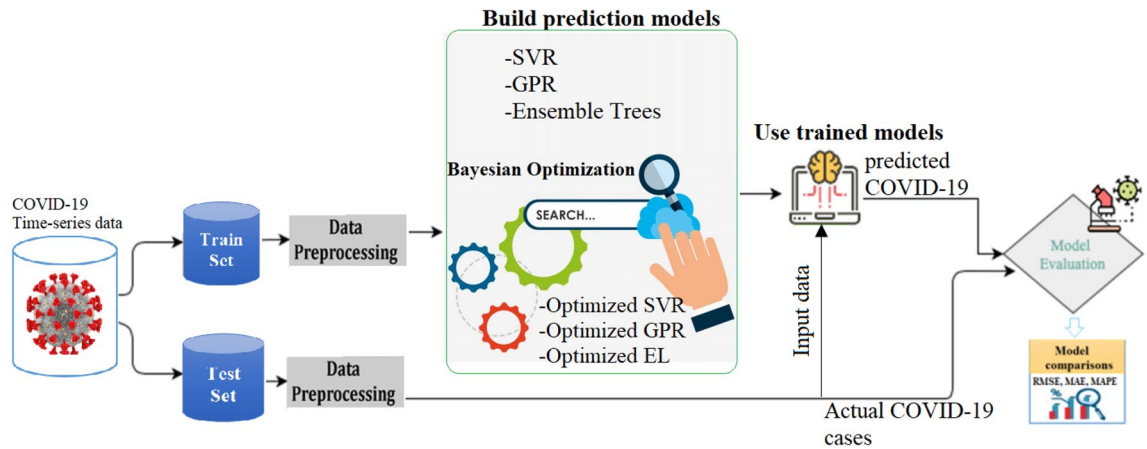 Build prediction models
-SVR
-GPR
-Ensemble Trees
Bayesian Optimization
SEARCH...
-Optimized SVR
-Optimized GPR
-Optimized EL
COVID-19
Time-series data
Train
Set
Data
Preprocessing
Test
Set
Data
Preprocessing
Use trained models
predicted
COVID-19
Input data
Actual COVID-19
cases
Model
Evaluation
Model
comparisons
RMSE, MAE, MAPE
%